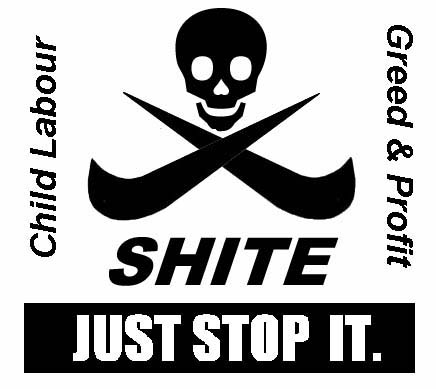 Child Labour
Greed & Profit
SHITE
JUST STOP IT.